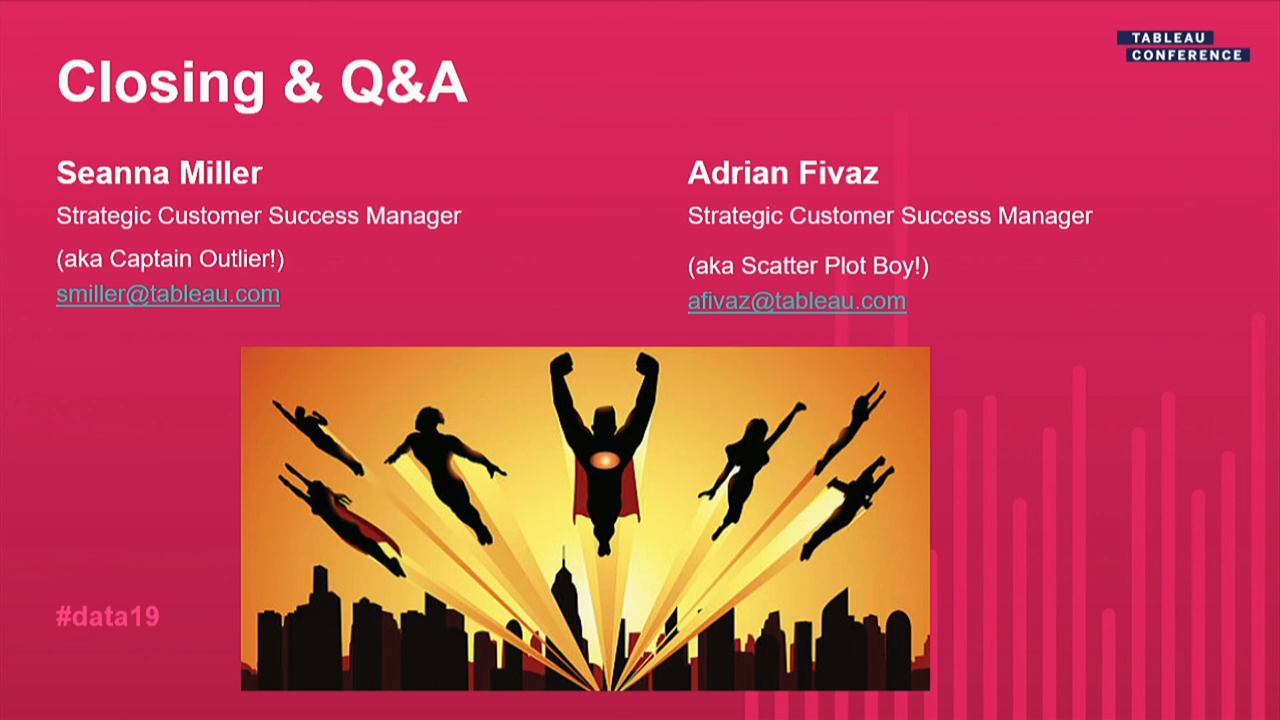 TABLEAU
CONFERENCE
Closing & Q&A
Seanna Miller
Strategic Customer Success Manager
(aka Captain Outlier!)
smiller@tableau.com
Adrian Fivaz
Strategic Customer Success Manager
(aka Scatter Plot Boy!)
afivaz@tableau.com
#data19